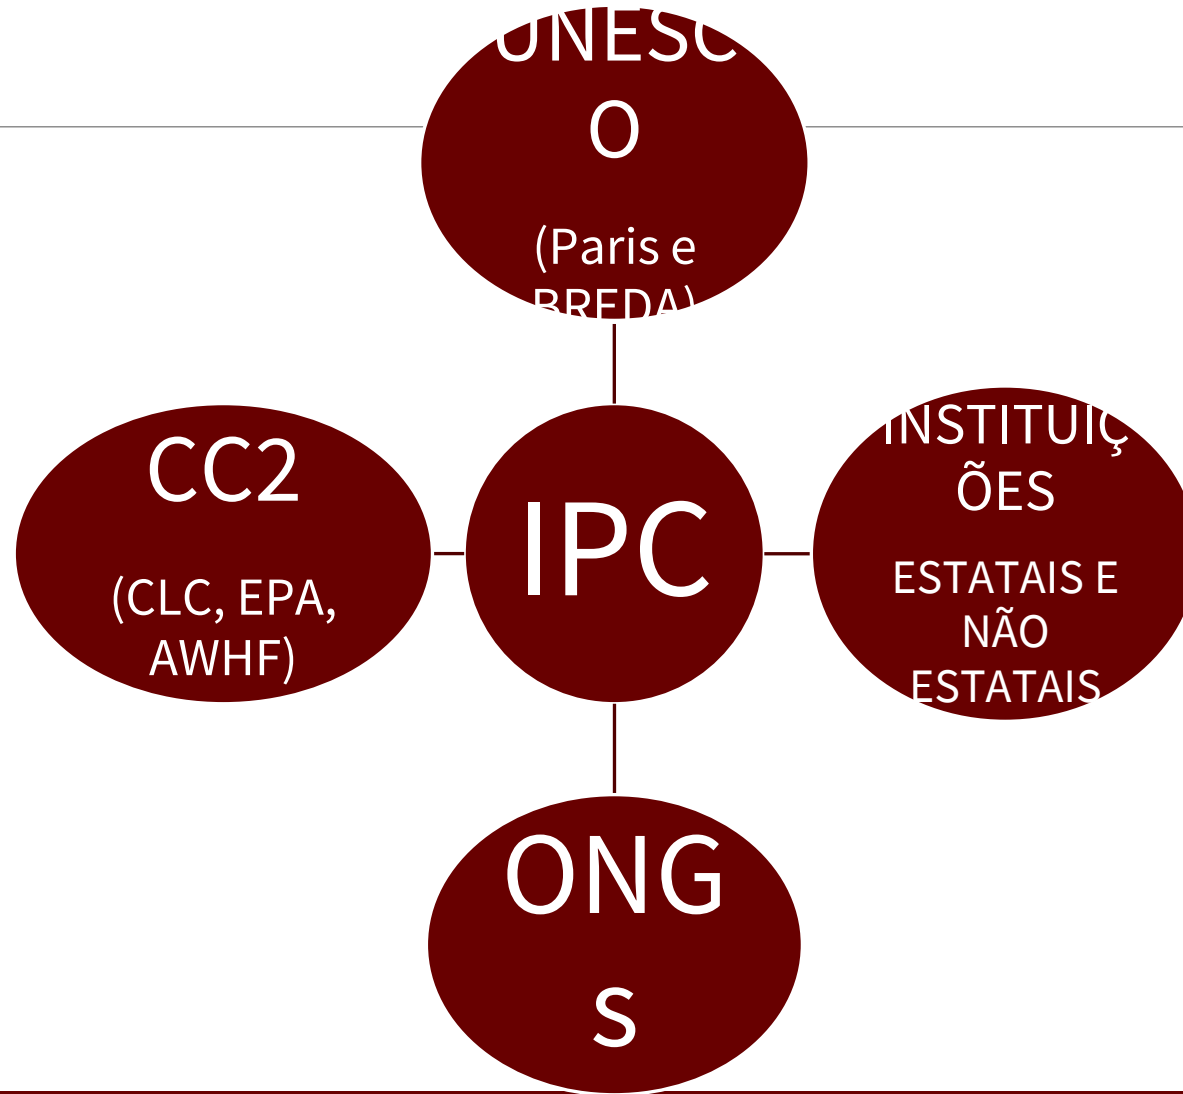 UNESC
O
(Paris e
BREDA)
CC2
(CLC, EPA,
AWHF)
IPC
INSTITUIÇ
ÕES
ESTATAIS E
NÃO
ESTATAIS
ONG
s